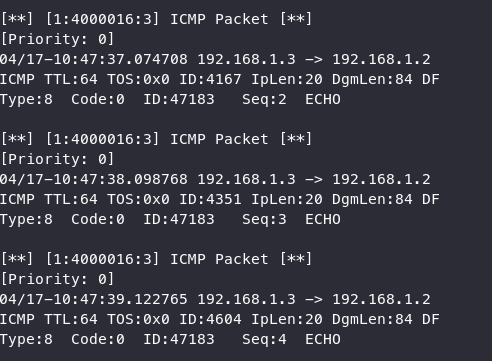 [**] [1:4000016:3] ICMP Packet [**]
[Priority: 0]
04/17-10:47:37.074708 192.168.1.3 -> 192.168.1.2
ICMP TTL:64 TOS:0x0 ID:4167 IpLen:20 DgmLen:84 DF
Type:8  Code:0  ID:47183   Seq:2  ECHO

[**] [1:4000016:3] ICMP Packet [**]
[Priority: 0]
04/17-10:47:38.098768 192.168.1.3 -> 192.168.1.2
ICMP TTL:64 TOS:0x0 ID:4351 IpLen:20 DgmLen:84 DF
Type:8  Code:0  ID:47183   Seq:3  ECHO

[**] [1:4000016:3] ICMP Packet [**]
[Priority: 0]
04/17-10:47:39.122765 192.168.1.3 -> 192.168.1.2
ICMP TTL:64 TOS:0x0 ID:4604 IpLen:20 DgmLen:84 DF
Type:8  Code:0  ID:47183   Seq:4  ECHO